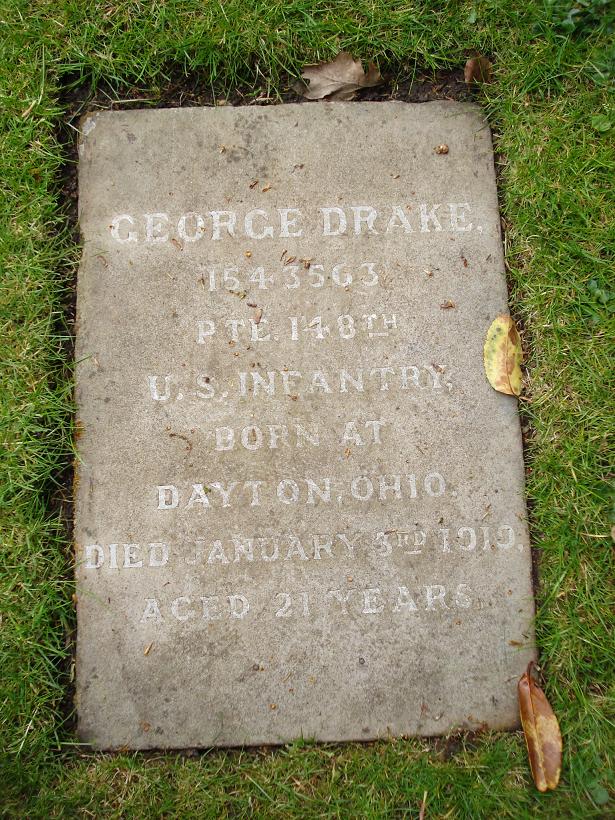 GEORGE DRAKE.
1543563
PTE. 148TH
U.S. INFANTRY,
BORN AT
DAYTON, OHIO.
DIED JANUARY 3RD 1919.
AGED 21 YEARS